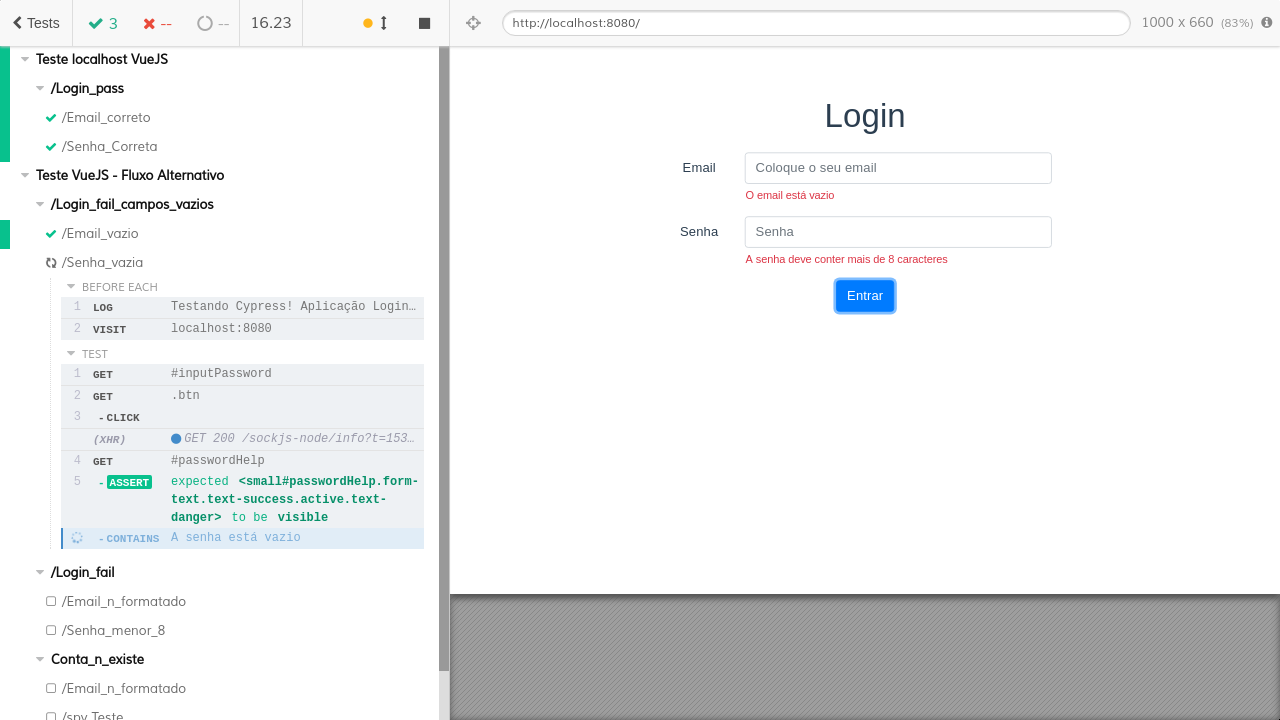 Tests
3
--
--
16.23
http://localhost:8080/
1000 x 660 (83%)
Teste localhost VueJS
/Login_pass
/Email_correto
/Senha_Correta
Teste VueJS - Fluxo Alternativo
/Login_fail_campos_vazios
/Email_vazio
/Senha_vazia
BEFORE EACH
1 LOG Testando Cypress! Aplicação Login…
2 VISIT localhost:8080
TEST
1 GET #inputPassword
2 GET .btn
3 - CLICK
(XHR) GET 200 /sockjs-node/info?t=153…
4 GET #passwordHelp
5 - ASSERT expected <small#passwordHelp.form-
text.text-success.active.text-
danger> to be visible
- CONTAINS A senha está vazio
/Login_fail
/Email_n_formatado
/Senha_menor_8
Conta_n_existe
/Email_n_formatado
/spy Teste
Login
Email Coloque o seu email
O email está vazio
Senha Senha
A senha deve conter mais de 8 caracteres
Entrar